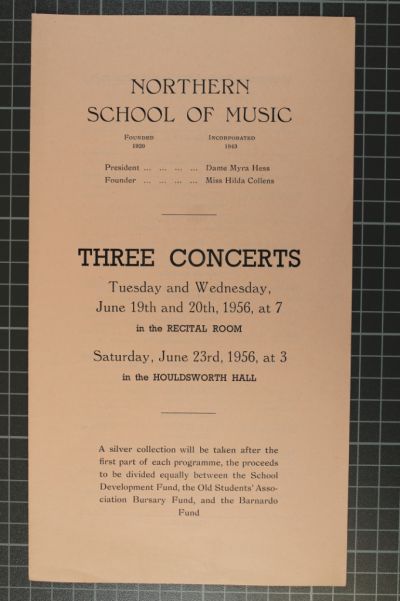 NORTHERN
SCHOOL OF MUSIC
FOUNDED INCORPORATED
1920 1943
President ... ... ... ... Dame Myra Hess
Founder ... ... ... ... Miss Hilda Collens
THREE CONCERTS
Tuesday and Wednesday,
June 19th and 20th, 1956, at 7
in the RECITAL ROOM
Saturday, June 23rd, 1956, at 3
in the HOULDSWORTH HALL
A silver collection will be taken after the
first part of each programme, the proceeds
to be divided equally between the School
Development Fund, the Old Students' Asso-
ciation Bursary Fund, and the Barnardo
Fund